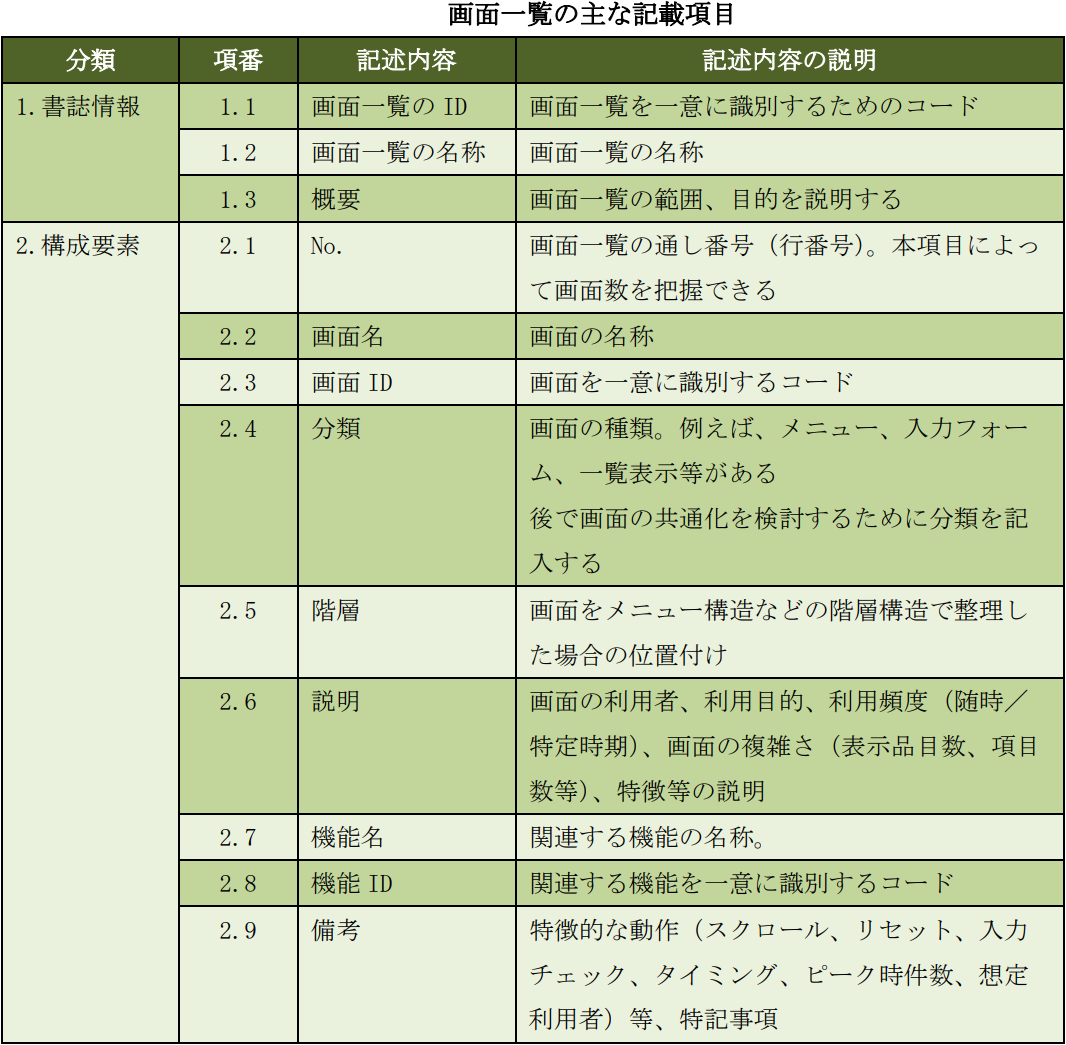 画面一覧の主な記載項目
分類 項番 記述内容 記述内容の説明
1.書誌情報 1.1 画面一覧の ID 画面一覧を一意に識別するためのコード
1.2 画面一覧の名称 画面一覧の名称
1.3 概要 画面一覧の範囲、目的を説明する
2.構成要素 2.1 No. 画面一覧の通し番号（行番号）。本項目によっ
て画面数を把握できる
2.2 画面名 画面の名称
2.3 画面 ID 画面を一意に識別するコード
2.4 分類 画面の種類。例えば、メニュー、入力フォー
ム、一覧表示等がある
後で画面の共通化を検討するために分類を記
入する
2.5 階層 画面をメニュー構造などの階層構造で整理し
た場合の位置付け
2.6 説明 画面の利用者、利用目的、利用頻度（随時／
特定時期）、画面の複雑さ（表示品目数、項目
数等）、特徴等の説明
2.7 機能名 関連する機能の名称。
2.8 機能 ID 関連する機能を一意に識別するコード
2.9 備考 特徴的な動作（スクロール、リセット、入力
チェック、タイミング、ピーク時件数、想定
利用者）等、特記事項